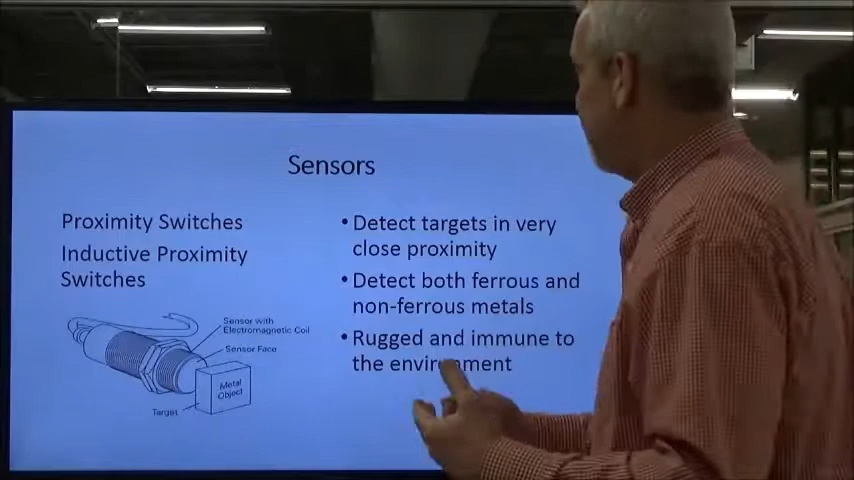 Sensors
Proximity Switches
Inductive Proximity
Switches
• Detect targets in very
close proximity
• Detect both ferrous and
non-ferrous metals
• Rugged and immune to
the environment
Sensor with
Electromagnetic Coil
Sensor Face
Metal
Object
Target